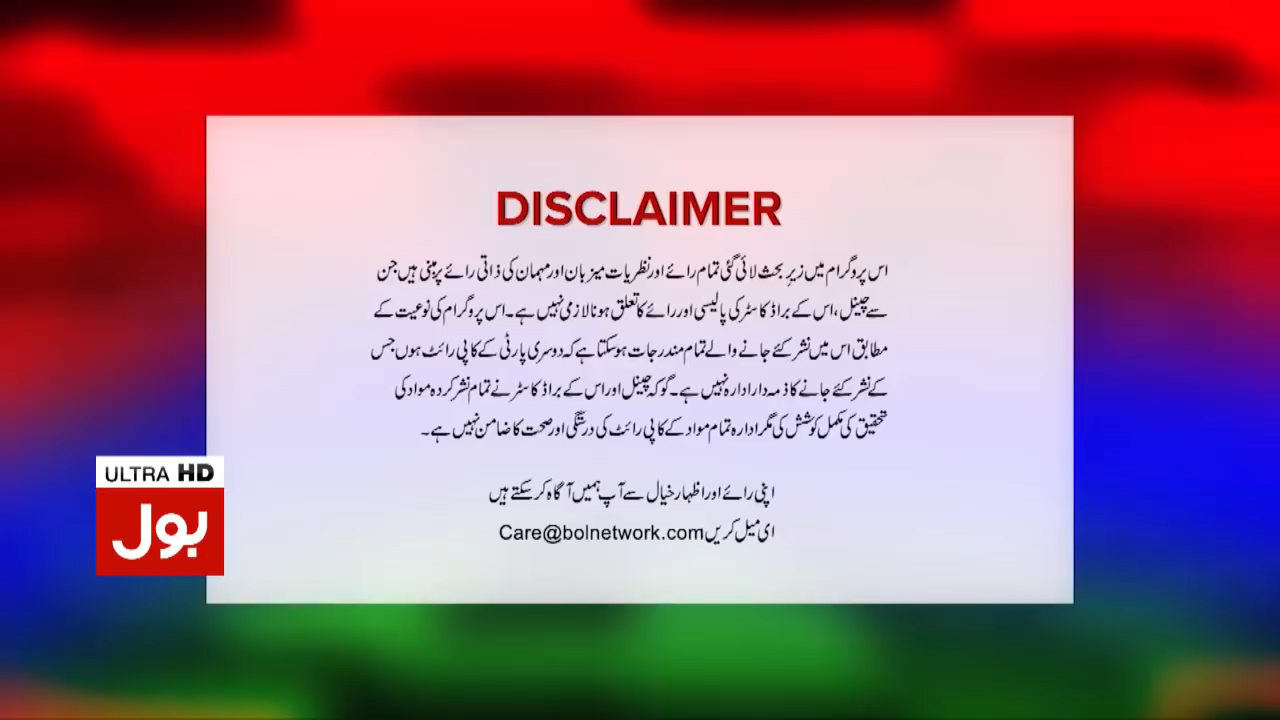 DISCLAIMER
اس پروگرام میں زیرِ بحث لائی گئی تمام رائے اور نظریات میزبان اور مہمان کی ذاتی رائے پر مبنی ہیں جن
سے چینل ،اس کے براڈ کاسٹر کی پالیسی اور رائے کا تعلق ہونا لازمی نہیں ہے۔ اس پروگرام کی نوعیت کے
مطابق اس میں نشر کئے جانے والے تمام مندرجات ہوسکتا ہے کہ دوسری پارٹی کے کاپی رائٹ ہوں جس
کے نشر کئے جانے کا ذمہ دار ادارہ نہیں ہے۔ گو کہ چینل اور اس کے براڈ کاسٹر نے تمام نشر کردہ مواد کی
تحقیق کی مکمل کوشش کی مگر ادارہ تمام مواد کے کاپی رائٹ کی درستگی اور صحت کا ضامن نہیں ہے۔
اپنی رائے اور اظہار خیال سے آپ ہمیں آگاہ کر سکتے ہیں
ای میل کریں Care@bolnetwork.com
ULTRA HD
بول